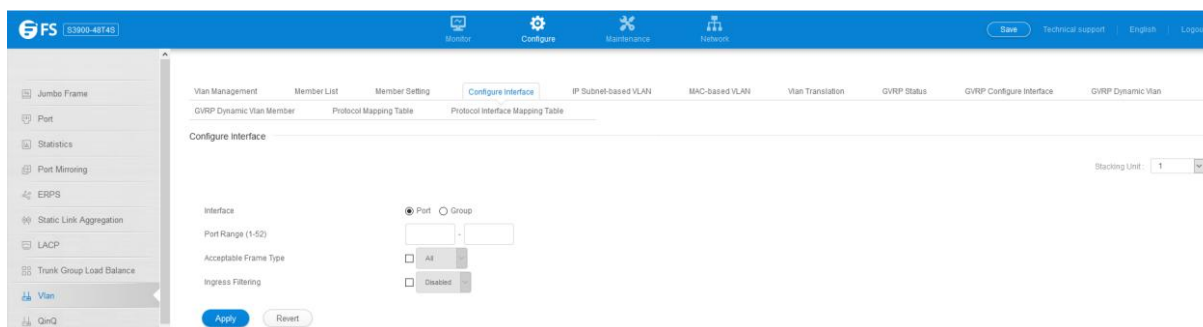 FS S3900-48T4S
Monitor Configure Maintenance Network
Save Technical support | English | Logou
Jumbo Frame
Port
Statistics
Port Mirroring
ERPS
Static Link Aggregation
LACP
Trunk Group Load Balance
Vlan
QinQ
Vlan Management Member List Member Setting Configure Interface IP Subnet-based VLAN MAC-based VLAN Vlan Translation GVRP Status GVRP Configure Interface GVRP Dynamic Vlan
GVRP Dynamic Vlan Member Protocol Mapping Table Protocol Interface Mapping Table
Configure Interface
Stacking Unit : 1
Interface Port Group
Port Range (1-52) -
Acceptable Frame Type All
Ingress Filtering Disabled
Apply Revert